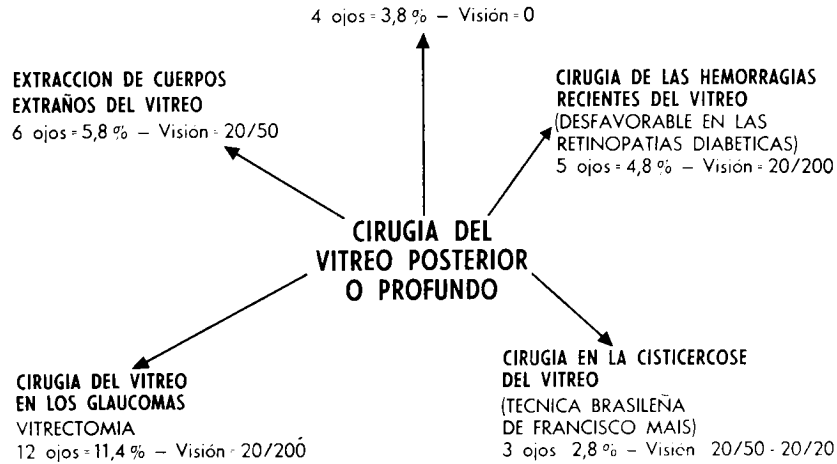 4 ojos = 3,8 % – Visión = 0
EXTRACCION DE CUERPOS
EXTRAÑOS DEL VITREO
6 ojos = 5,8 % – Visión = 20/50
CIRUGIA DE LAS HEMORRAGIAS
RECIENTES DEL VITREO
(DESFAVORABLE EN LAS
RETINOPATIAS DIABETICAS)
5 ojos = 4,8 % – Visión = 20/200
CIRUGIA DEL
VITREO POSTERIOR
O PROFUNDO
CIRUGIA DEL VITREO
EN LOS GLAUCOMAS
VITRECTOMIA
12 ojos = 11,4 % – Visión = 20/200
CIRUGIA EN LA CISTICERCOSE
DEL VITREO
(TECNICA BRASILEÑA
DE FRANCISCO MAIS)
3 ojos 2,8 % – Visión 20/50 - 20/20